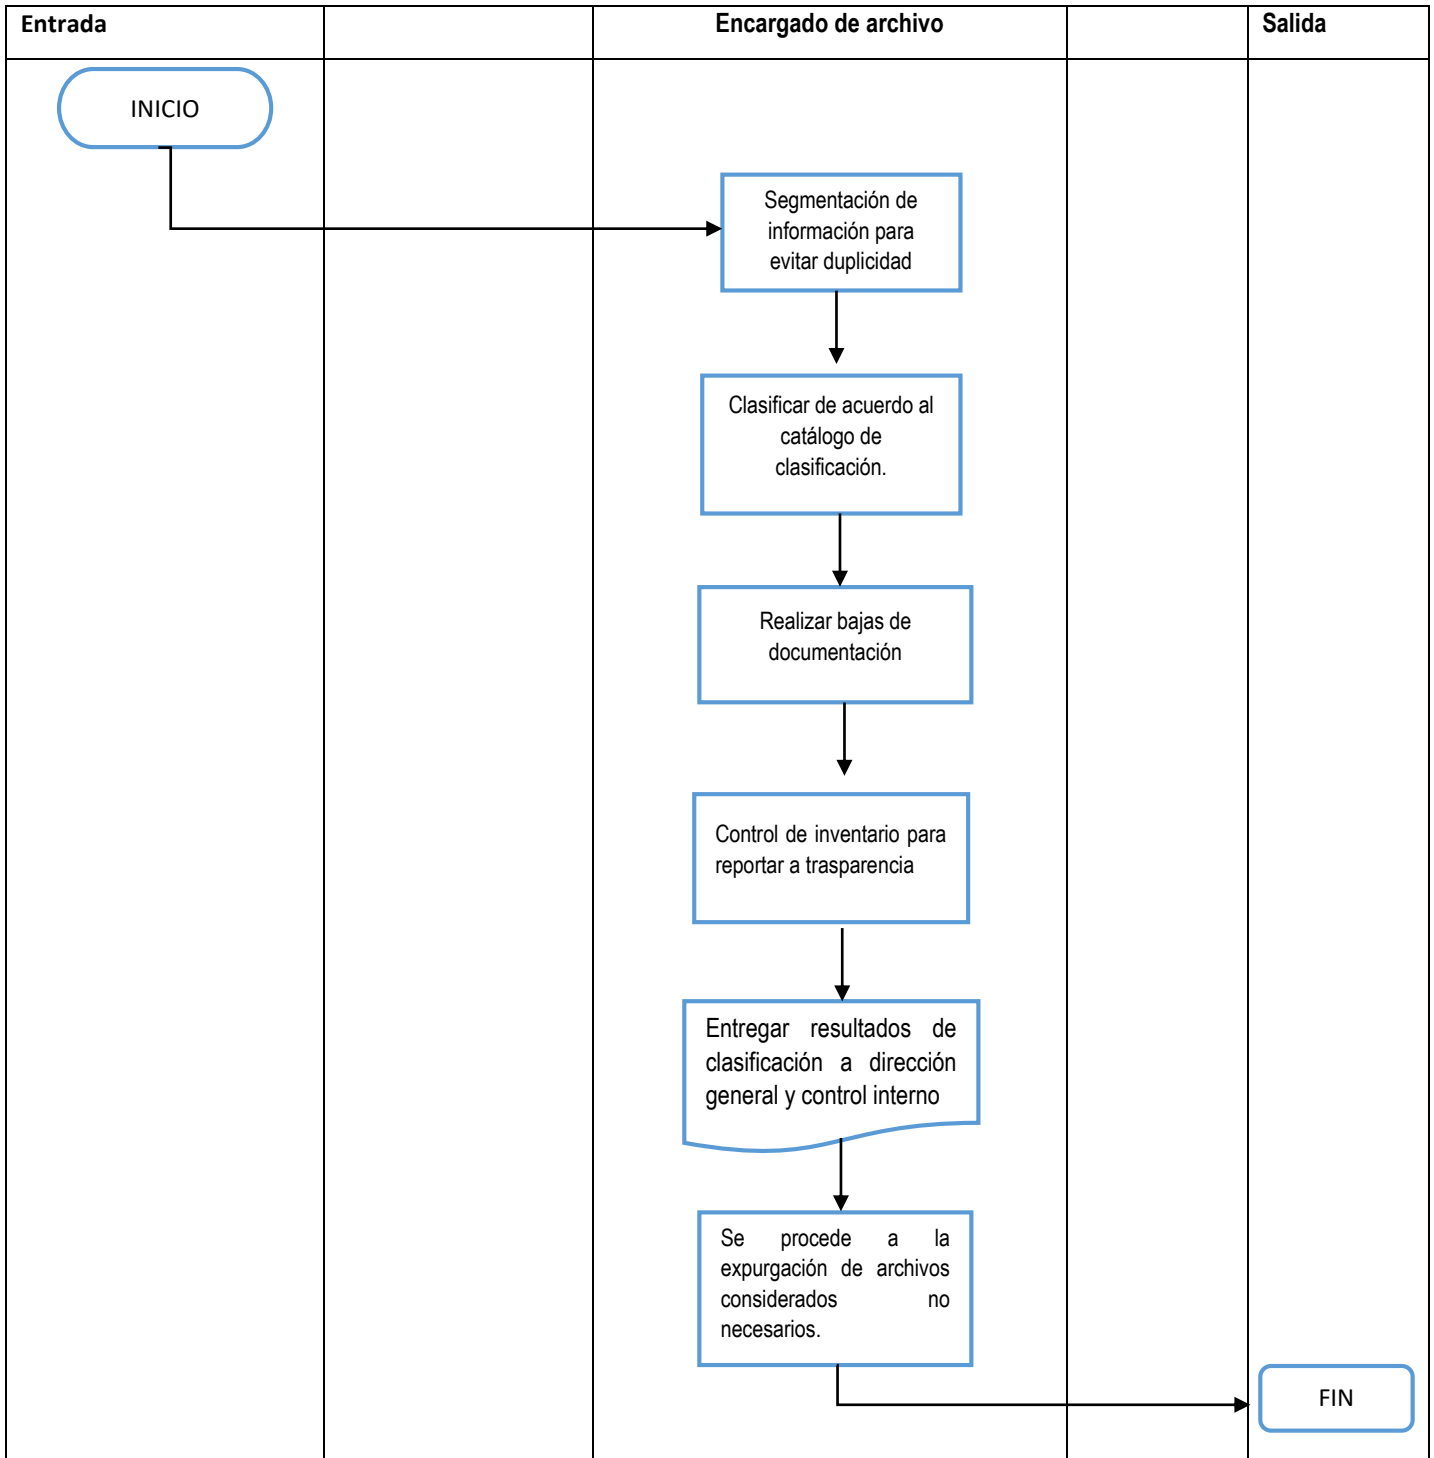 Entrada
Encargado de archivo
Salida
INICIO
Segmentación de
información para
evitar duplicidad
Clasificar de acuerdo al
catálogo de
clasificación.
Realizar bajas de
documentación
Control de inventario para
reportar a trasparencia
Entregar resultados de
clasificación a dirección
general y control interno
Se procede a la
expurgación de archivos
considerados no
necesarios.
FIN